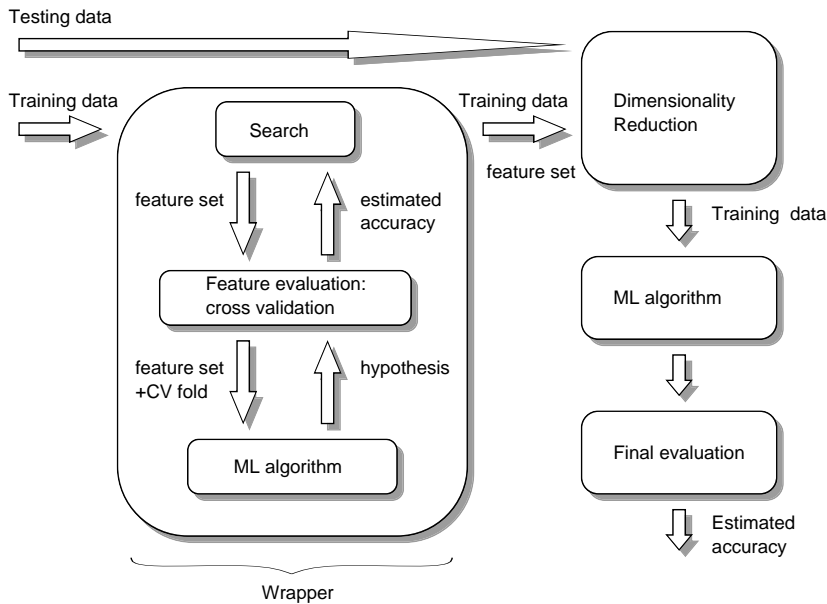 Testing data
Training data
Search
feature set
estimated
accuracy
Feature evaluation:
cross validation
feature set
+CV fold
hypothesis
ML algorithm
Wrapper
Training data
feature set
Dimensionality
Reduction
Training data
ML algorithm
Final evaluation
Estimated
accuracy